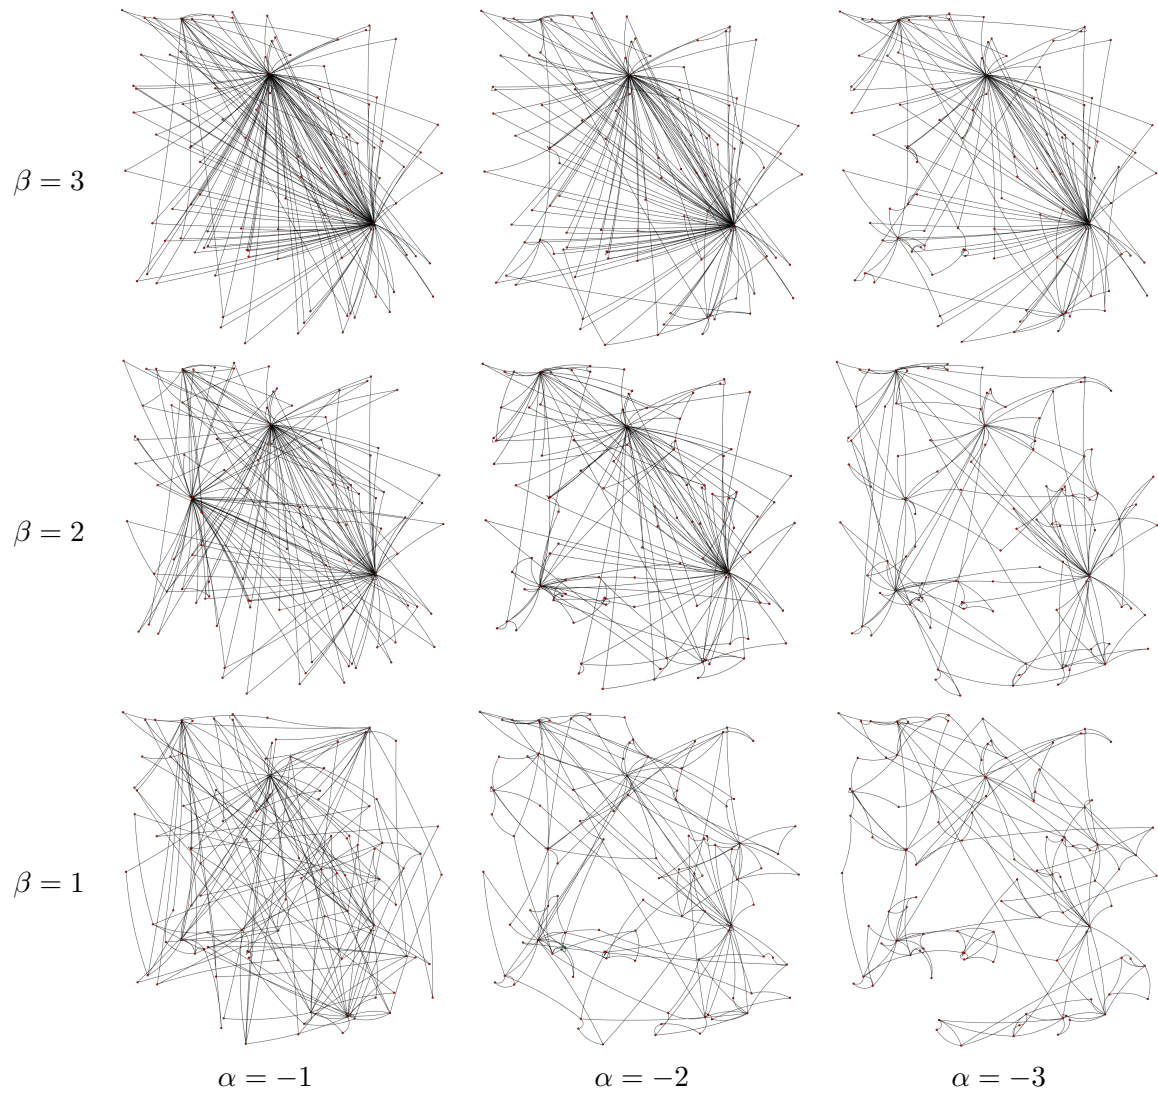 β = 3
β = 2
β = 1
α = −1
α = −2
α = −3